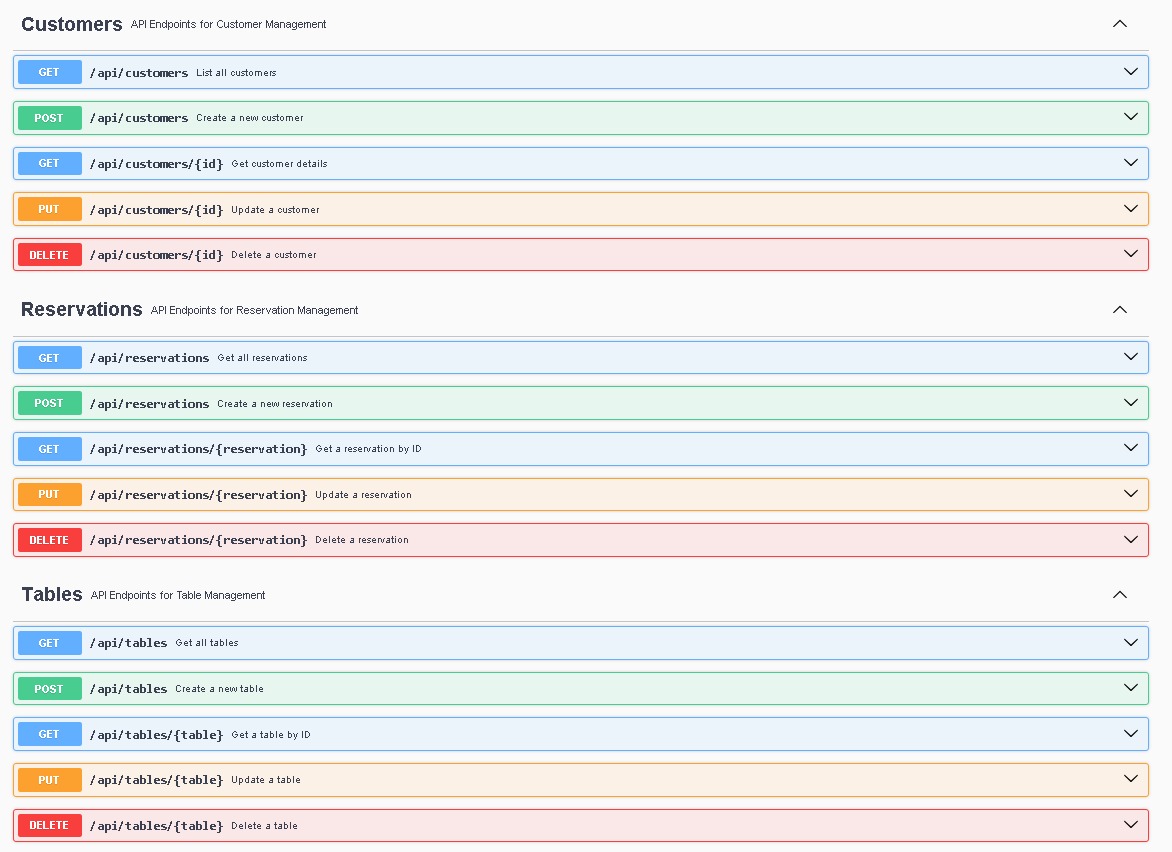 Customers API Endpoints for Customer Management
GET /api/customers List all customers
POST /api/customers Create a new customer
GET /api/customers/{id} Get customer details
PUT /api/customers/{id} Update a customer
DELETE /api/customers/{id} Delete a customer
Reservations API Endpoints for Reservation Management
GET /api/reservations Get all reservations
POST /api/reservations Create a new reservation
GET /api/reservations/{reservation} Get a reservation by ID
PUT /api/reservations/{reservation} Update a reservation
DELETE /api/reservations/{reservation} Delete a reservation
Tables API Endpoints for Table Management
GET /api/tables Get all tables
POST /api/tables Create a new table
GET /api/tables/{table} Get a table by ID
PUT /api/tables/{table} Update a table
DELETE /api/tables/{table} Delete a table